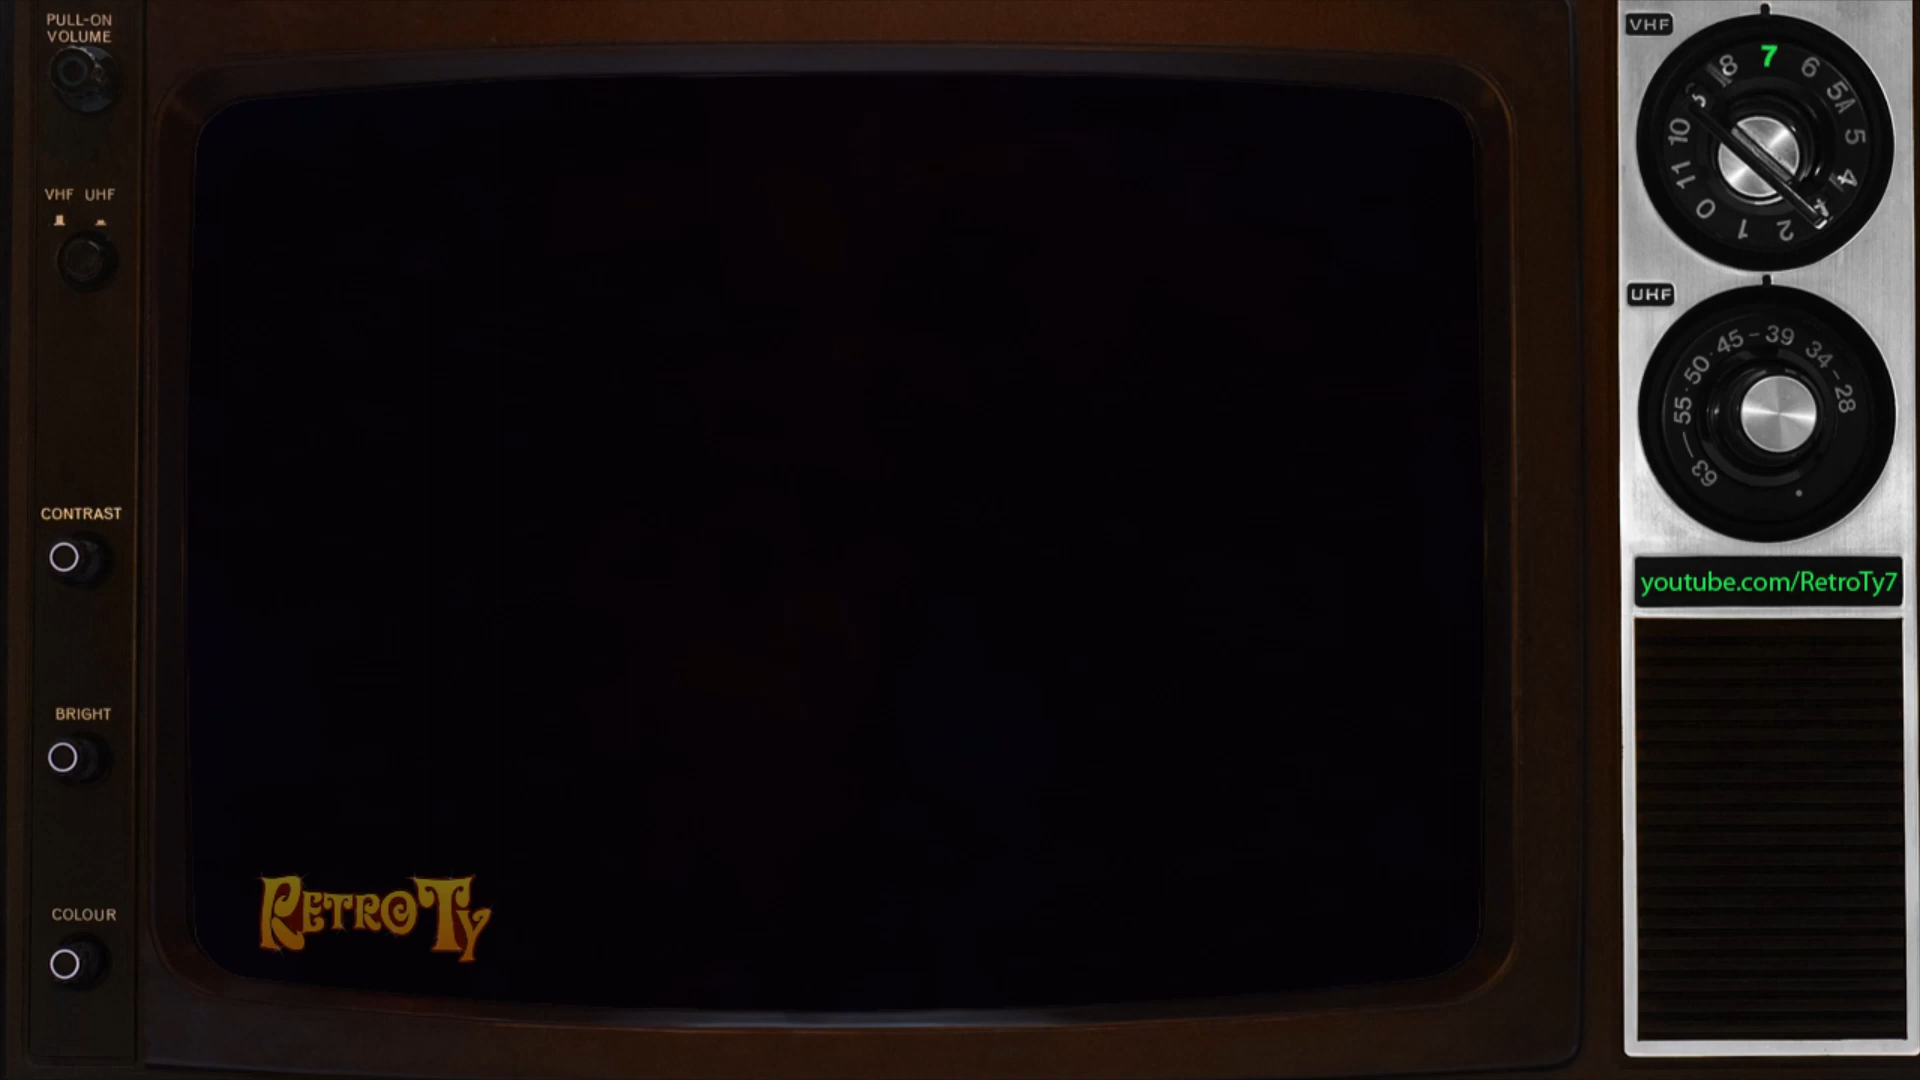 PULL-ON
VOLUME
VHF UHF
CONTRAST
BRIGHT
COLOUR
RETROTY
VHF
7
6
5A
5
4
2
1
0
11
10
8
UHF
63
55
50
45
39
34
28
youtube.com/RetroTy7